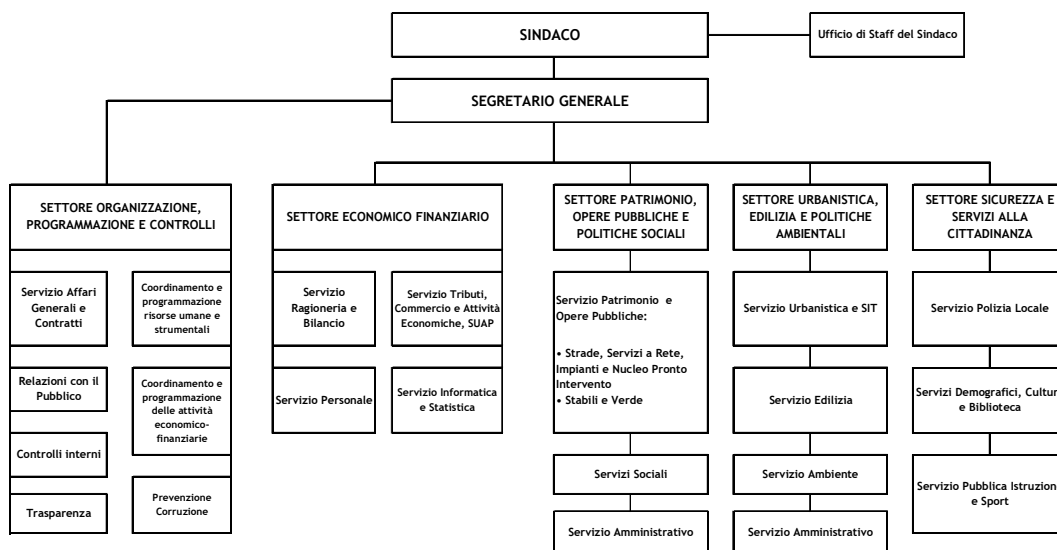 SINDACO
Ufficio di Staff del Sindaco
SEGRETARIO GENERALE
SETTORE ORGANIZZAZIONE,
PROGRAMMAZIONE E CONTROLLI
SETTORE ECONOMICO FINANZIARIO
SETTORE PATRIMONIO,
OPERE PUBBLICHE E
POLITICHE SOCIALI
SETTORE URBANISTICA,
EDILIZIA E POLITICHE
AMBIENTALI
SETTORE SICUREZZA E
SERVIZI ALLA
CITTADINANZA
Servizio Affari
Generali e
Contratti
Coordinamento e
programmazione
risorse umane e
strumentali
Servizio
Ragioneria e
Bilancio
Servizio Tributi,
Commercio e Attività
Economiche, SUAP
Servizio Patrimonio e
Opere Pubbliche:
• Strade, Servizi a Rete,
Impianti e Nucleo Pronto
Intervento
• Stabili e Verde
Servizio Urbanistica e SIT
Servizio Polizia Locale
Relazioni con il
Pubblico
Coordinamento e
programmazione
delle attività
economico-
finanziarie
Servizio Personale
Servizio Informatica
e Statistica
Servizio Edilizia
Servizi Demografici, Cultur
e Biblioteca
Controlli interni
Servizi Sociali
Servizio Ambiente
Servizio Pubblica Istruzion
e Sport
Trasparenza
Prevenzione
Corruzione
Servizio Amministrativo
Servizio Amministrativo